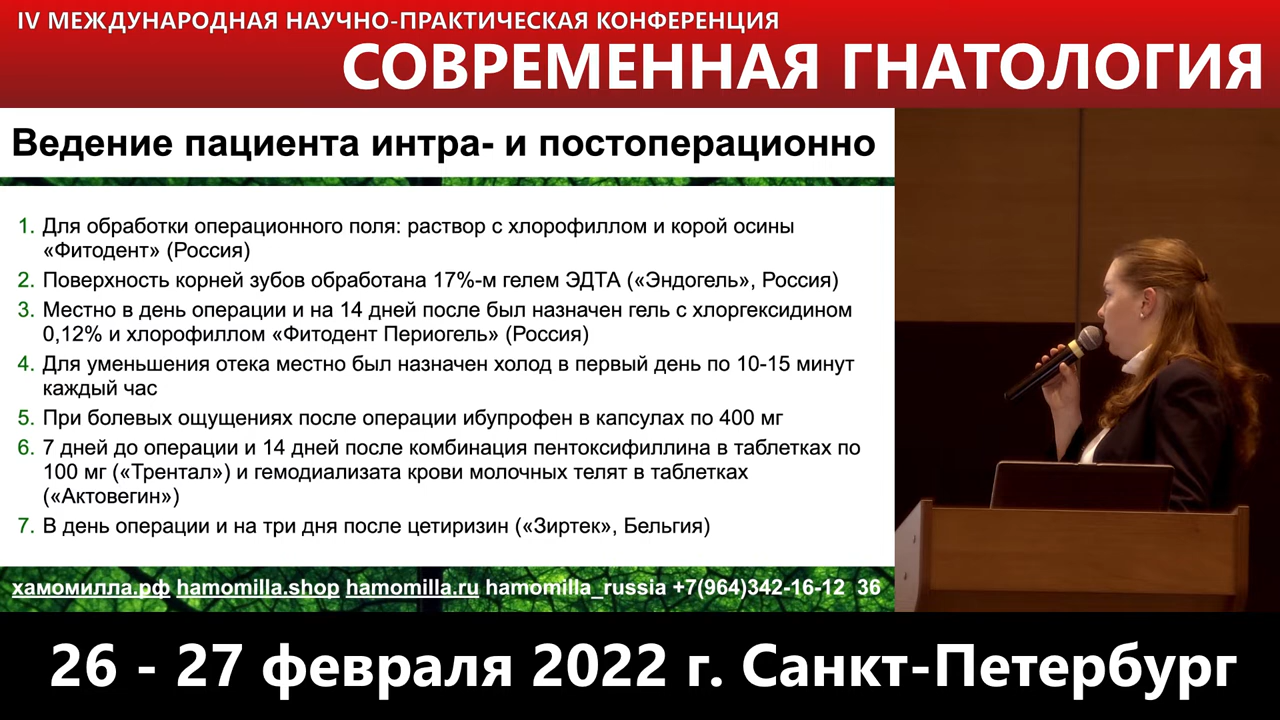 IV МЕЖДУНАРОДНАЯ НАУЧНО-ПРАКТИЧЕСКАЯ КОНФЕРЕНЦИЯ
СОВРЕМЕННАЯ ГНАТОЛОГИЯ
Ведение пациента интра- и постоперационно
1. Для обработки операционного поля: раствор с хлорофиллом и корой осины
«Фитодент» (Россия)
2. Поверхность корней зубов обработана 17%-м гелем ЭДТА («Эндогель», Россия)
3. Местно в день операции и на 14 дней после был назначен гель с хлоргексидином
0,12% и хлорофиллом «Фитодент Периогель» (Россия)
4. Для уменьшения отека местно был назначен холод в первый день по 10-15 минут
каждый час
5. При болевых ощущениях после операции ибупрофен в капсулах по 400 мг
6. 7 дней до операции и 14 дней после комбинация пентоксифиллина в таблетках по
100 мг («Трентал») и гемодиализата крови молочных телят в таблетках
(«Актовегин»)
7. В день операции и на три дня после цетиризин («Зиртек», Бельгия)
хамомилла.рф hamomilla.shop hamomilla.ru hamomilla_russia +7(964)342-16-12 36
26 - 27 февраля 2022 г. Санкт-Петербург